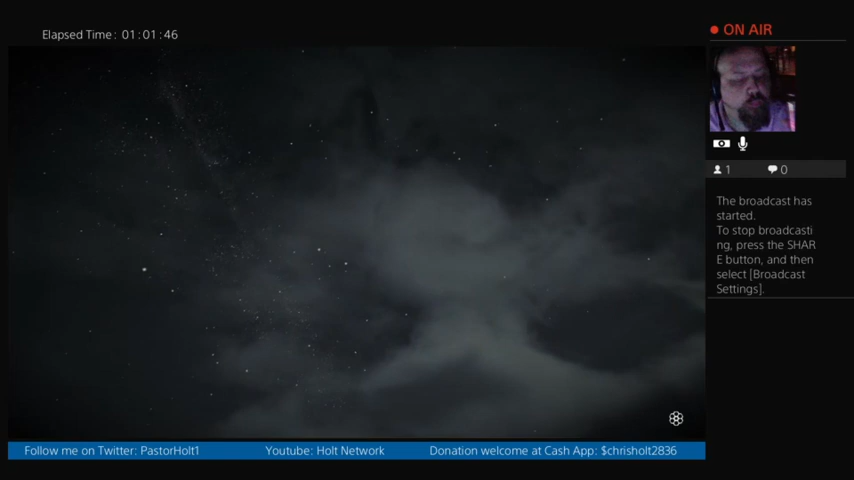 Elapsed Time: 01:01:46
ON AIR
1 0
The broadcast has
started.
To stop broadcasti
ng, press the SHAR
E button, and then
select [Broadcast
Settings].
Follow me on Twitter: PastorHolt1 Youtube: Holt Network Donation welcome at Cash App: $chrisholt2836